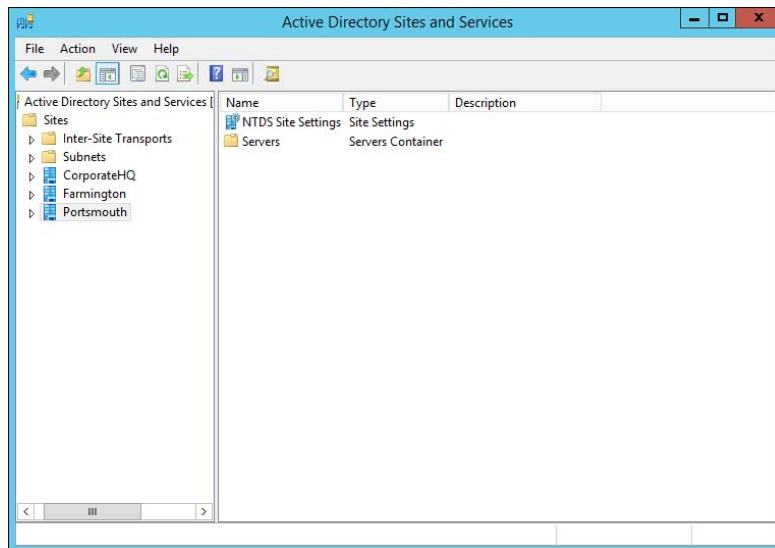 Active Directory Sites and Services
File Action View Help
Active Directory Sites and Services [
Sites
Inter-Site Transports
Subnets
CorporateHQ
Farmington
Portsmouth
Name Type Description
NTDS Site Settings Site Settings
Servers Servers Container